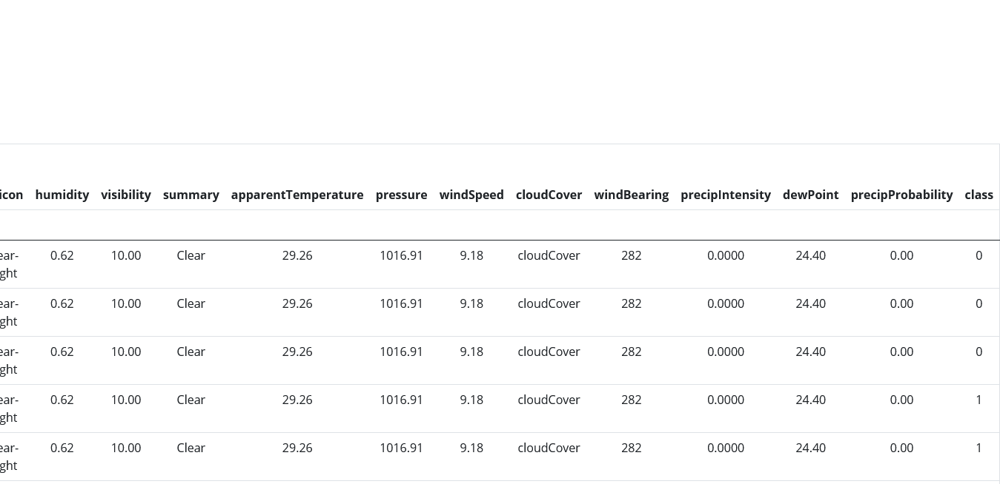 icon humidity visibility summary apparentTemperature pressure windSpeed cloudCover windBearing precipIntensity dewPoint precipProbability class
ear- 0.62 10.00 Clear 29.26 1016.91 9.18 cloudCover 282 0.0000 24.40 0.00 0
ght
ear- 0.62 10.00 Clear 29.26 1016.91 9.18 cloudCover 282 0.0000 24.40 0.00 0
ght
ear- 0.62 10.00 Clear 29.26 1016.91 9.18 cloudCover 282 0.0000 24.40 0.00 0
ght
ear- 0.62 10.00 Clear 29.26 1016.91 9.18 cloudCover 282 0.0000 24.40 0.00 1
ght
ear- 0.62 10.00 Clear 29.26 1016.91 9.18 cloudCover 282 0.0000 24.40 0.00 1
ght